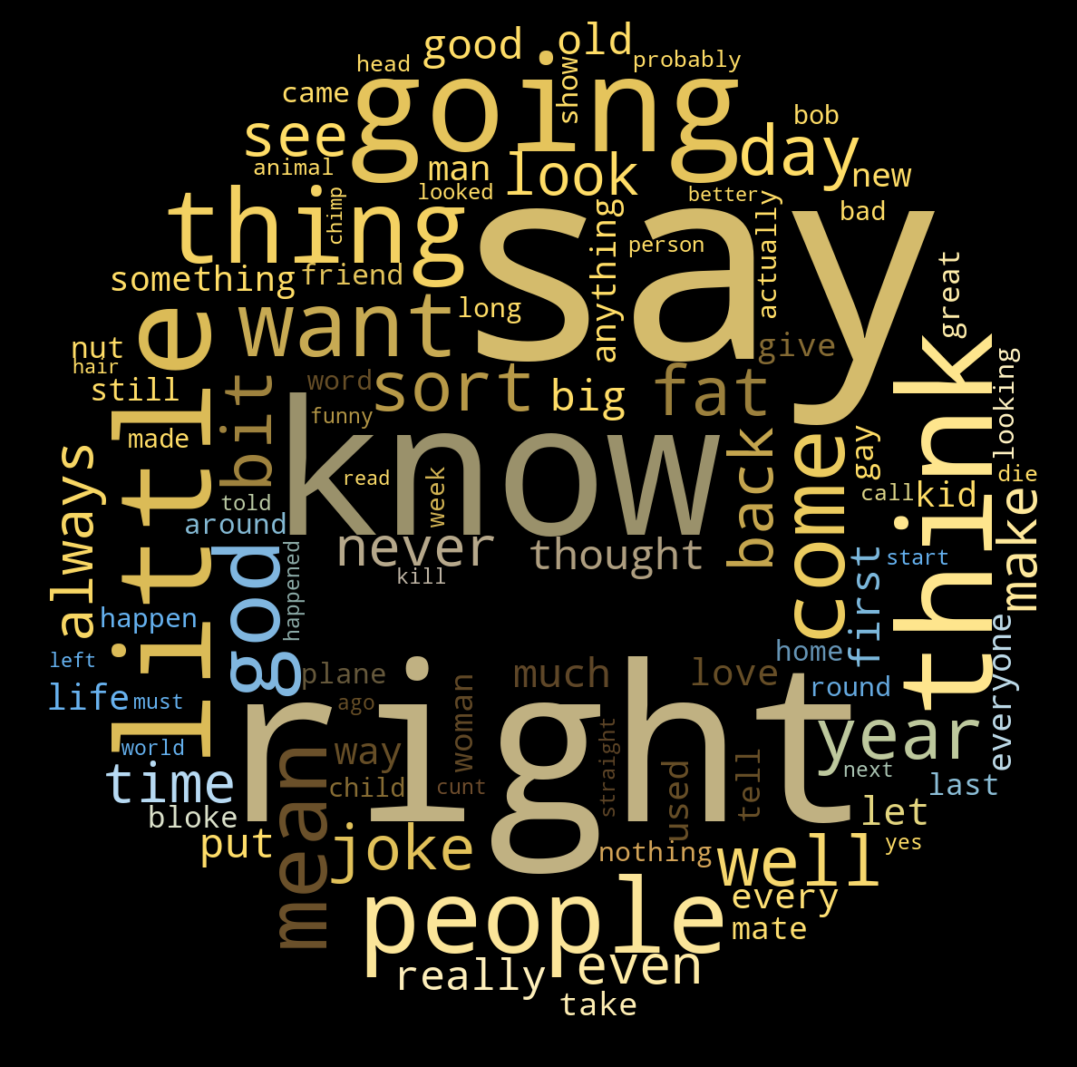 good
old
head
probably
going
show
came
bob
see
day
man
look
animal
new
looked
better
thing
chimp
say
bad
anything
actually
person
something
friend
great
little
want
long
nut
give
think
looking
hair
word
sort
big
fat
still
bit
funny
know
made
back
come
gay
die
always
read
call
kid
told
week
make
around
never
thought
god
happened
kill
first
start
happen
everyone
left
plane
much
love
home
life
must
ago
right
round
world
way
woman
straight
year
time
mean
child
cunt
used
tell
next
last
bloke
let
put
joke
nothing
well
yes
people
every
mate
really
even
take